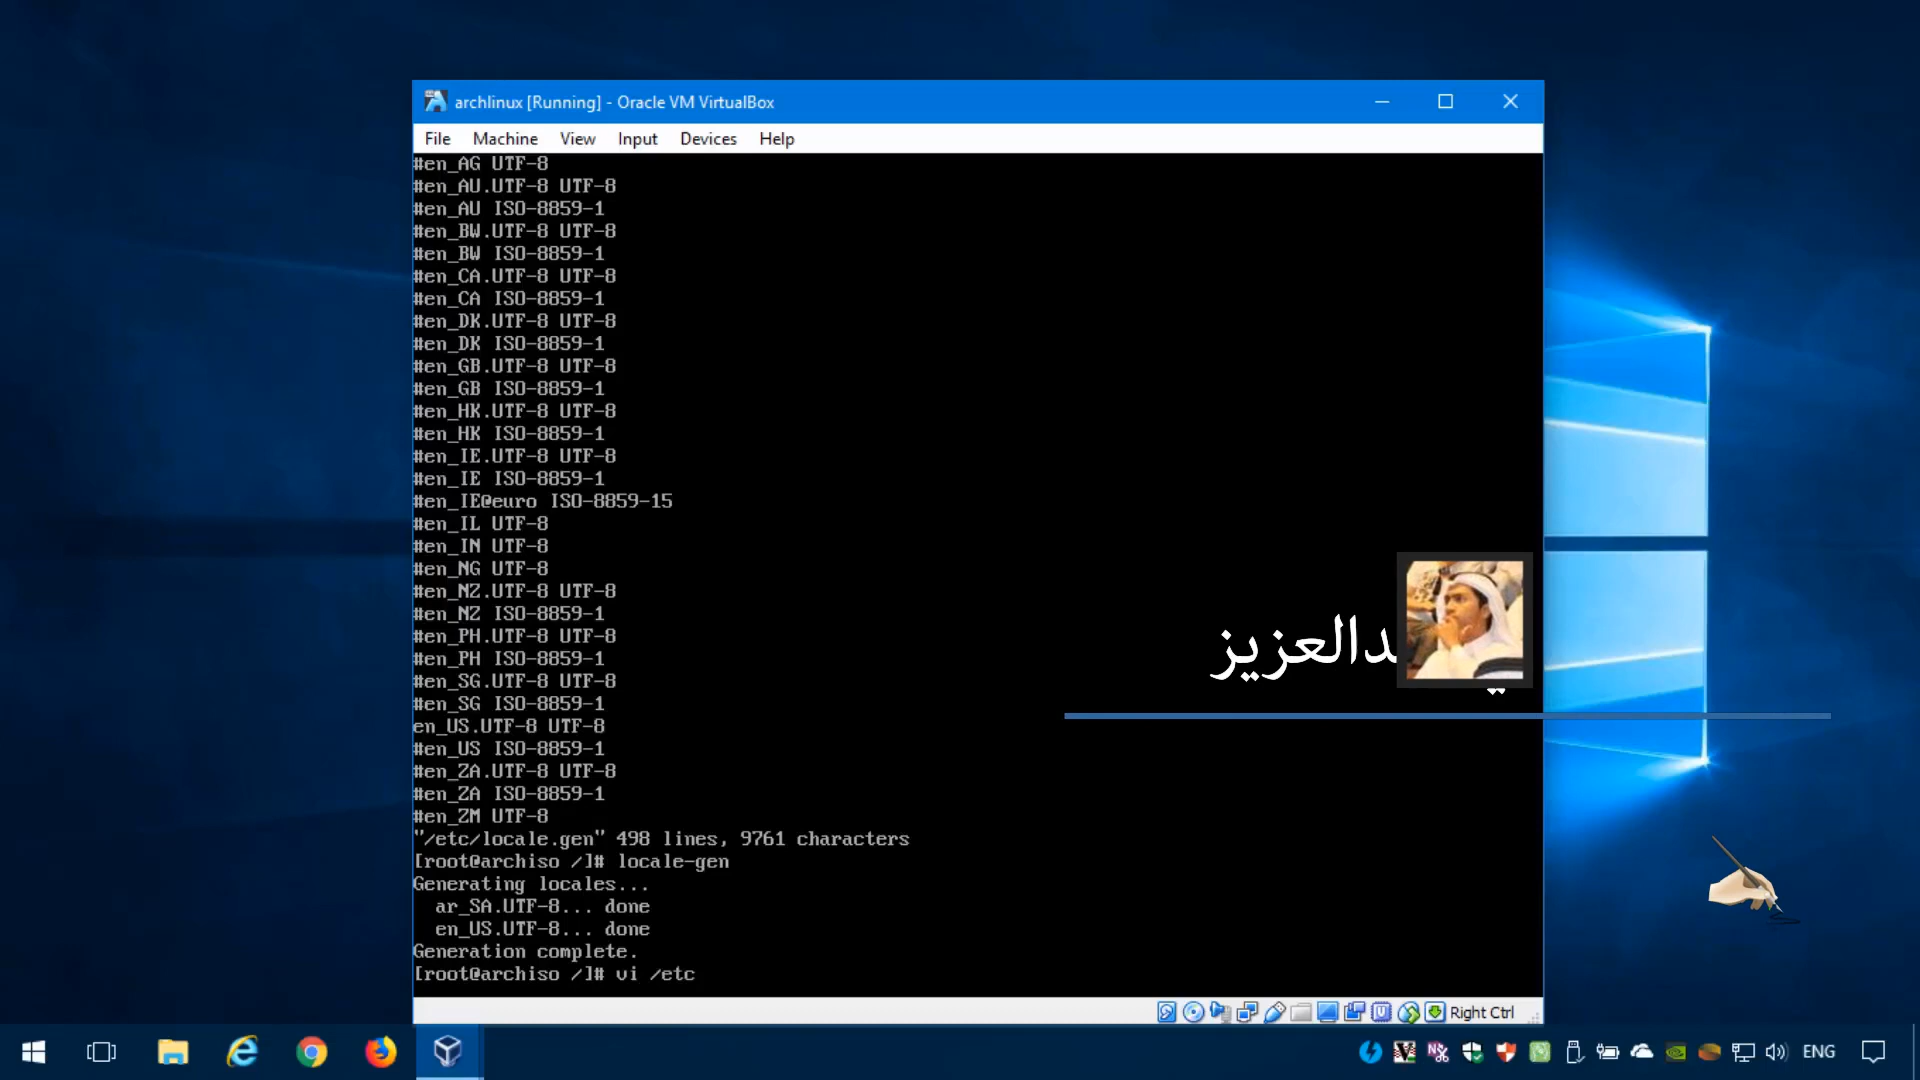 archlinux [Running] - Oracle VM VirtualBox
File Machine View Input Devices Help
#en_AG UTF-8
#en_AU.UTF-8 UTF-8
#en_AU ISO-8859-1
#en_BW.UTF-8 UTF-8
#en_BW ISO-8859-1
#en_CA.UTF-8 UTF-8
#en_CA ISO-8859-1
#en_DK.UTF-8 UTF-8
#en_DK ISO-8859-1
#en_GB.UTF-8 UTF-8
#en_GB ISO-8859-1
#en_HK.UTF-8 UTF-8
#en_HK ISO-8859-1
#en_IE.UTF-8 UTF-8
#en_IE ISO-8859-1
#en_IE@euro ISO-8859-15
#en_IL UTF-8
#en_IN UTF-8
#en_NG UTF-8
#en_NZ.UTF-8 UTF-8
#en_NZ ISO-8859-1
#en_PH.UTF-8 UTF-8
#en_PH ISO-8859-1
#en_SG.UTF-8 UTF-8
#en_SG ISO-8859-1
en_US.UTF-8 UTF-8
#en_US ISO-8859-1
#en_ZA.UTF-8 UTF-8
#en_ZA ISO-8859-1
#en_ZM UTF-8
"/etc/locale.gen" 498 lines, 9761 characters
[root@archiso /]# locale-gen
Generating locales...
ar_SA.UTF-8... done
en_US.UTF-8... done
Generation complete.
[root@archiso /]# vi /etc
دالعزيز
Right Ctrl
ENG